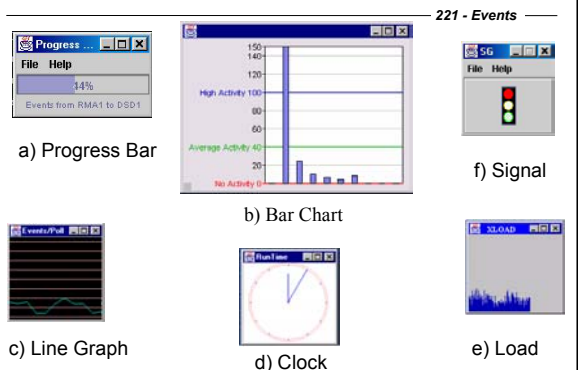 221 - Events
Progress ...
File Help
44%
Events from RMA1 to DSD1
a) Progress Bar
150
140
120
High Activity 100
80
60
Average Activity 40
20
No Activity 0
b) Bar Chart
SG
File Help
f) Signal
Events/Poll
c) Line Graph
RunTime
d) Clock
XLOAD
e) Load